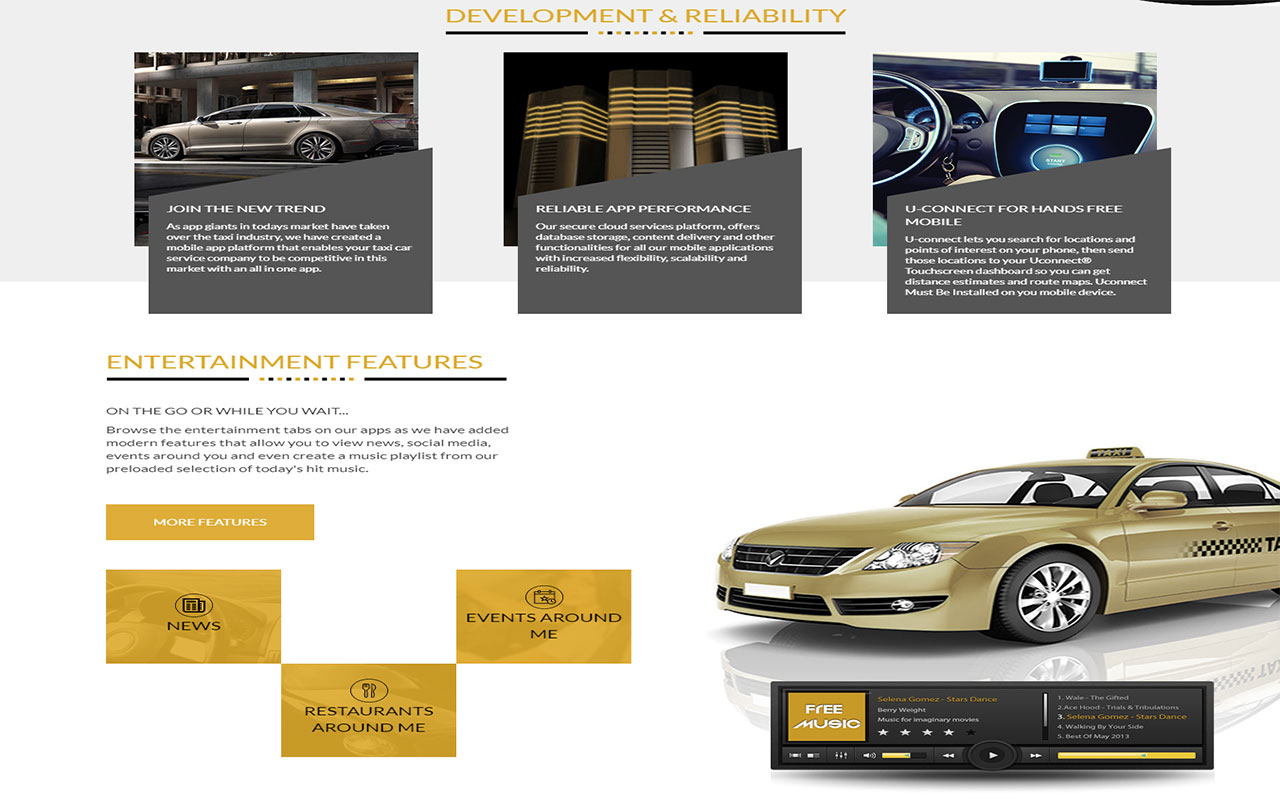 DEVELOPMENT & RELIABILITY
JOIN THE NEW TREND
As app giants in todays market have taken
over the taxi industry, we have created a
mobile app platform that enables your taxi car
service company to be competitive in this
market with an all in one app.
RELIABLE APP PERFORMANCE
Our secure cloud services platform, offers
database storage, content delivery and other
functionalities for all our mobile applications
with increased flexibility, scalability and
reliability.
START
U-CONNECT FOR HANDS FREE
MOBILE
U-connect lets you search for locations and
points of interest on your phone, then send
those locations to your Uconnect®
Touchscreen dashboard so you can get
distance estimates and route maps. Uconnect
Must Be Installed on you mobile device.
ENTERTAINMENT FEATURES
ON THE GO OR WHILE YOU WAIT...
Browse the entertainment tabs on our apps as we have added
modern features that allow you to view news, social media,
events around you and even create a music playlist from our
preloaded selection of today's hit music.
MORE FEATURES
NEWS
EVENTS AROUND
ME
RESTAURANTS
AROUND ME
TAXI
TA
FREE
MUSIC
Selena Gomez - Stars Dance
Berry Weight
Music for imaginary movies
1. Wale - The Gifted
2.Ace Hood - Trials & Tribulations
3. Selena Gomez - Stars Dance
4. Walking By Your Side
5. Best Of May 2013